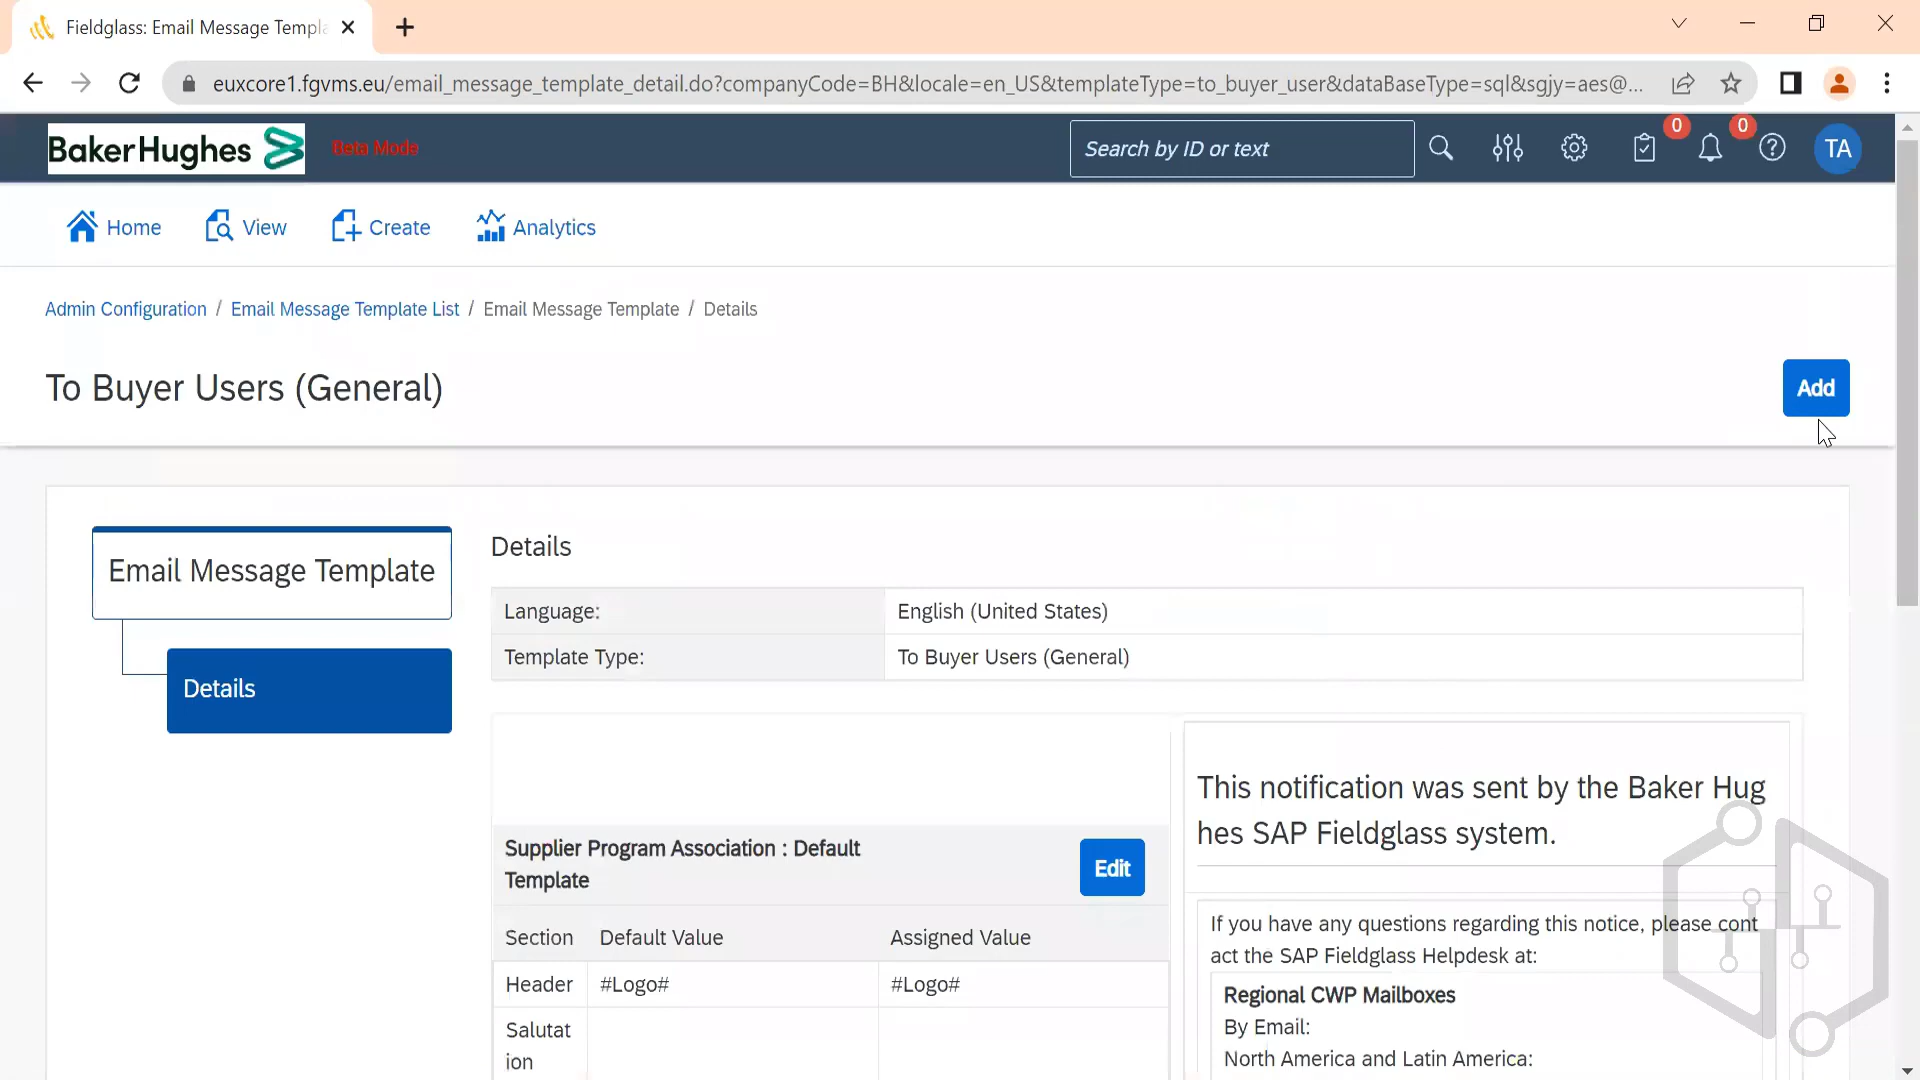 Fieldglass: Email Message Templa
euxcore1.fgvms.eu/email_message_template_detail.do?companyCode=BH&locale=en_US&templateType=to_buyer_user&dataBaseType=sql&sgjy=aes@...
Baker Hughes
Beta Mode
Search by ID or text
0
0
TA
Home
View
Create
Analytics
Admin Configuration / Email Message Template List / Email Message Template / Details
To Buyer Users (General)
Add
Email Message Template
Details
Details
Language: English (United States)
Template Type: To Buyer Users (General)
Supplier Program Association : Default
Template
Edit
Section Default Value Assigned Value
Header #Logo# #Logo#
Salutat
ion
This notification was sent by the Baker Hug
hes SAP Fieldglass system.
If you have any questions regarding this notice, please cont
act the SAP Fieldglass Helpdesk at:
Regional CWP Mailboxes
By Email:
North America and Latin America: